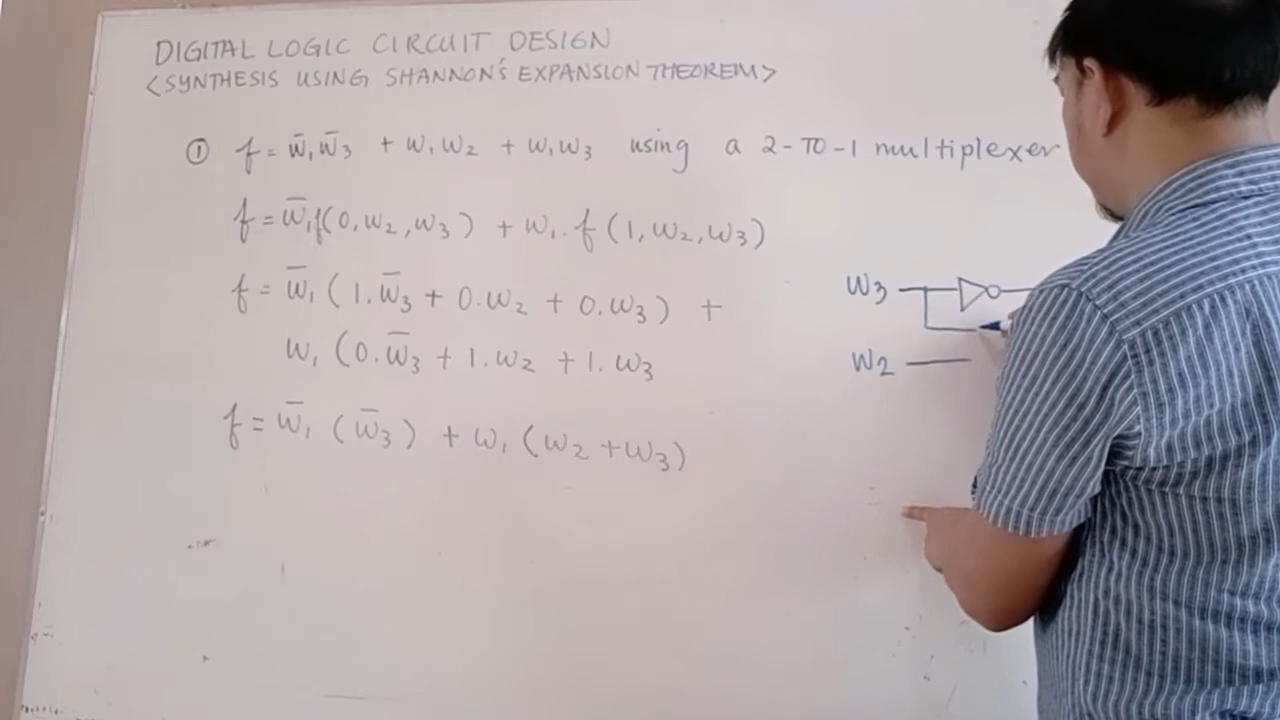 DIGITAL LOGIC CIRCUIT DESIGN
<SYNTHESIS USING SHANNON'S EXPANSION THEOREM>
① f = w̄₁w̄₃ + w₁w₂ + w₁w₃ using a 2-TO-1 multiplexer
f = w̄₁f(0,w₂,w₃) + w₁.f(1,w₂,w₃)
f = w̄₁(1.w̄₃ + 0.w₂ + 0.w₃) +
w₁(0.w̄₃ + 1.w₂ + 1.w₃
f = w̄₁(w̄₃) + w₁(w₂+w₃)
w₃
w₂